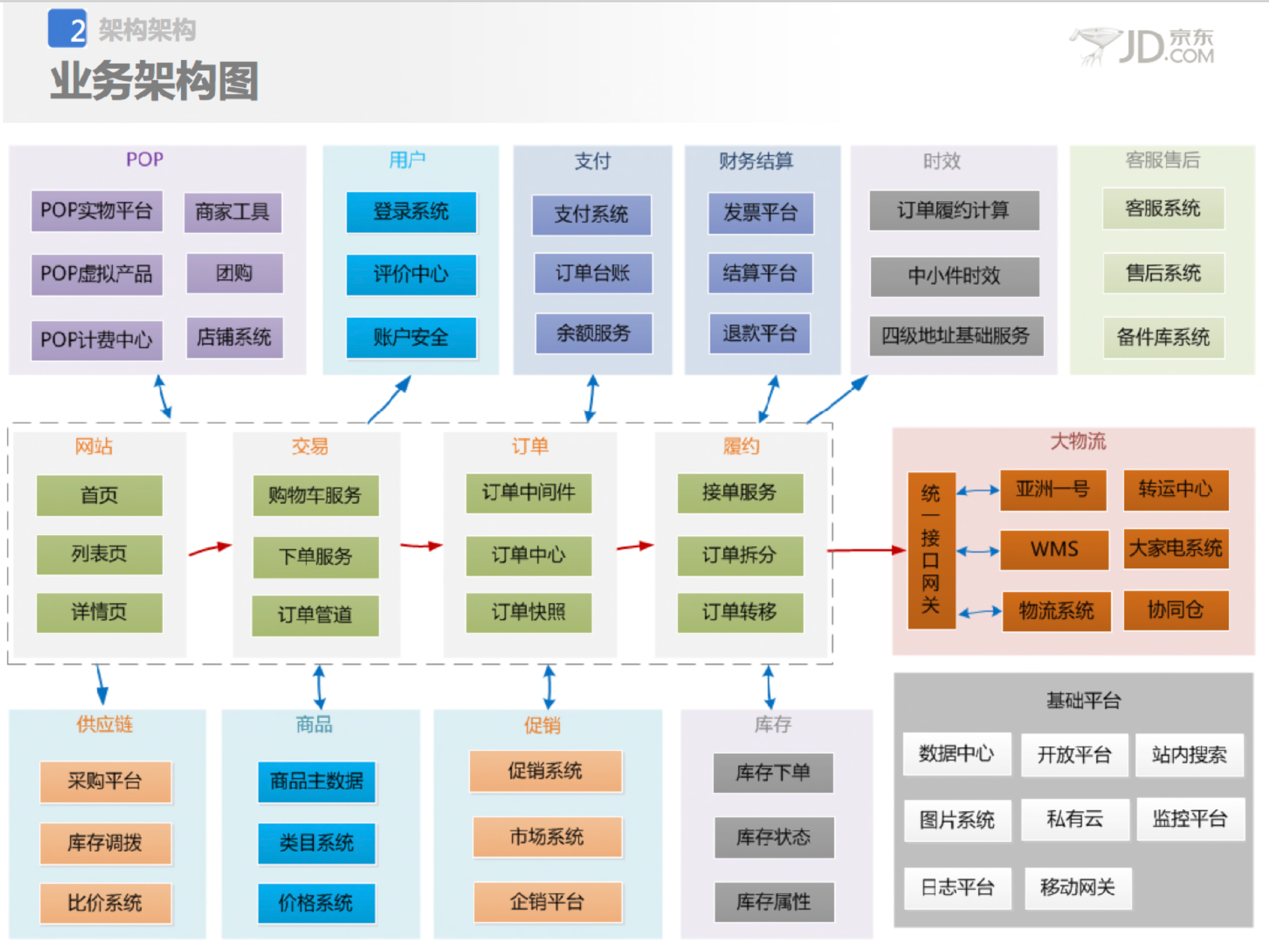 2 架构架构
业务架构图
JD.COM 京东
POP
POP实物平台
商家工具
POP虚拟产品
团购
POP计费中心
店铺系统
用户
登录系统
评价中心
账户安全
支付
支付系统
订单台账
余额服务
财务结算
发票平台
结算平台
退款平台
时效
订单履约计算
中小件时效
四级地址基础服务
客服售后
客服系统
售后系统
备件库系统
网站
首页
列表页
详情页
交易
购物车服务
下单服务
订单管道
订单
订单中间件
订单中心
订单快照
履约
接单服务
订单拆分
订单转移
大物流
统一接口网关
亚洲一号
转运中心
WMS
大家电系统
物流系统
协同仓
供应链
采购平台
库存调拨
比价系统
商品
商品主数据
类目系统
价格系统
促销
促销系统
市场系统
企销平台
库存
库存下单
库存状态
库存属性
基础平台
数据中心
开放平台
站内搜索
图片系统
私有云
监控平台
日志平台
移动网关